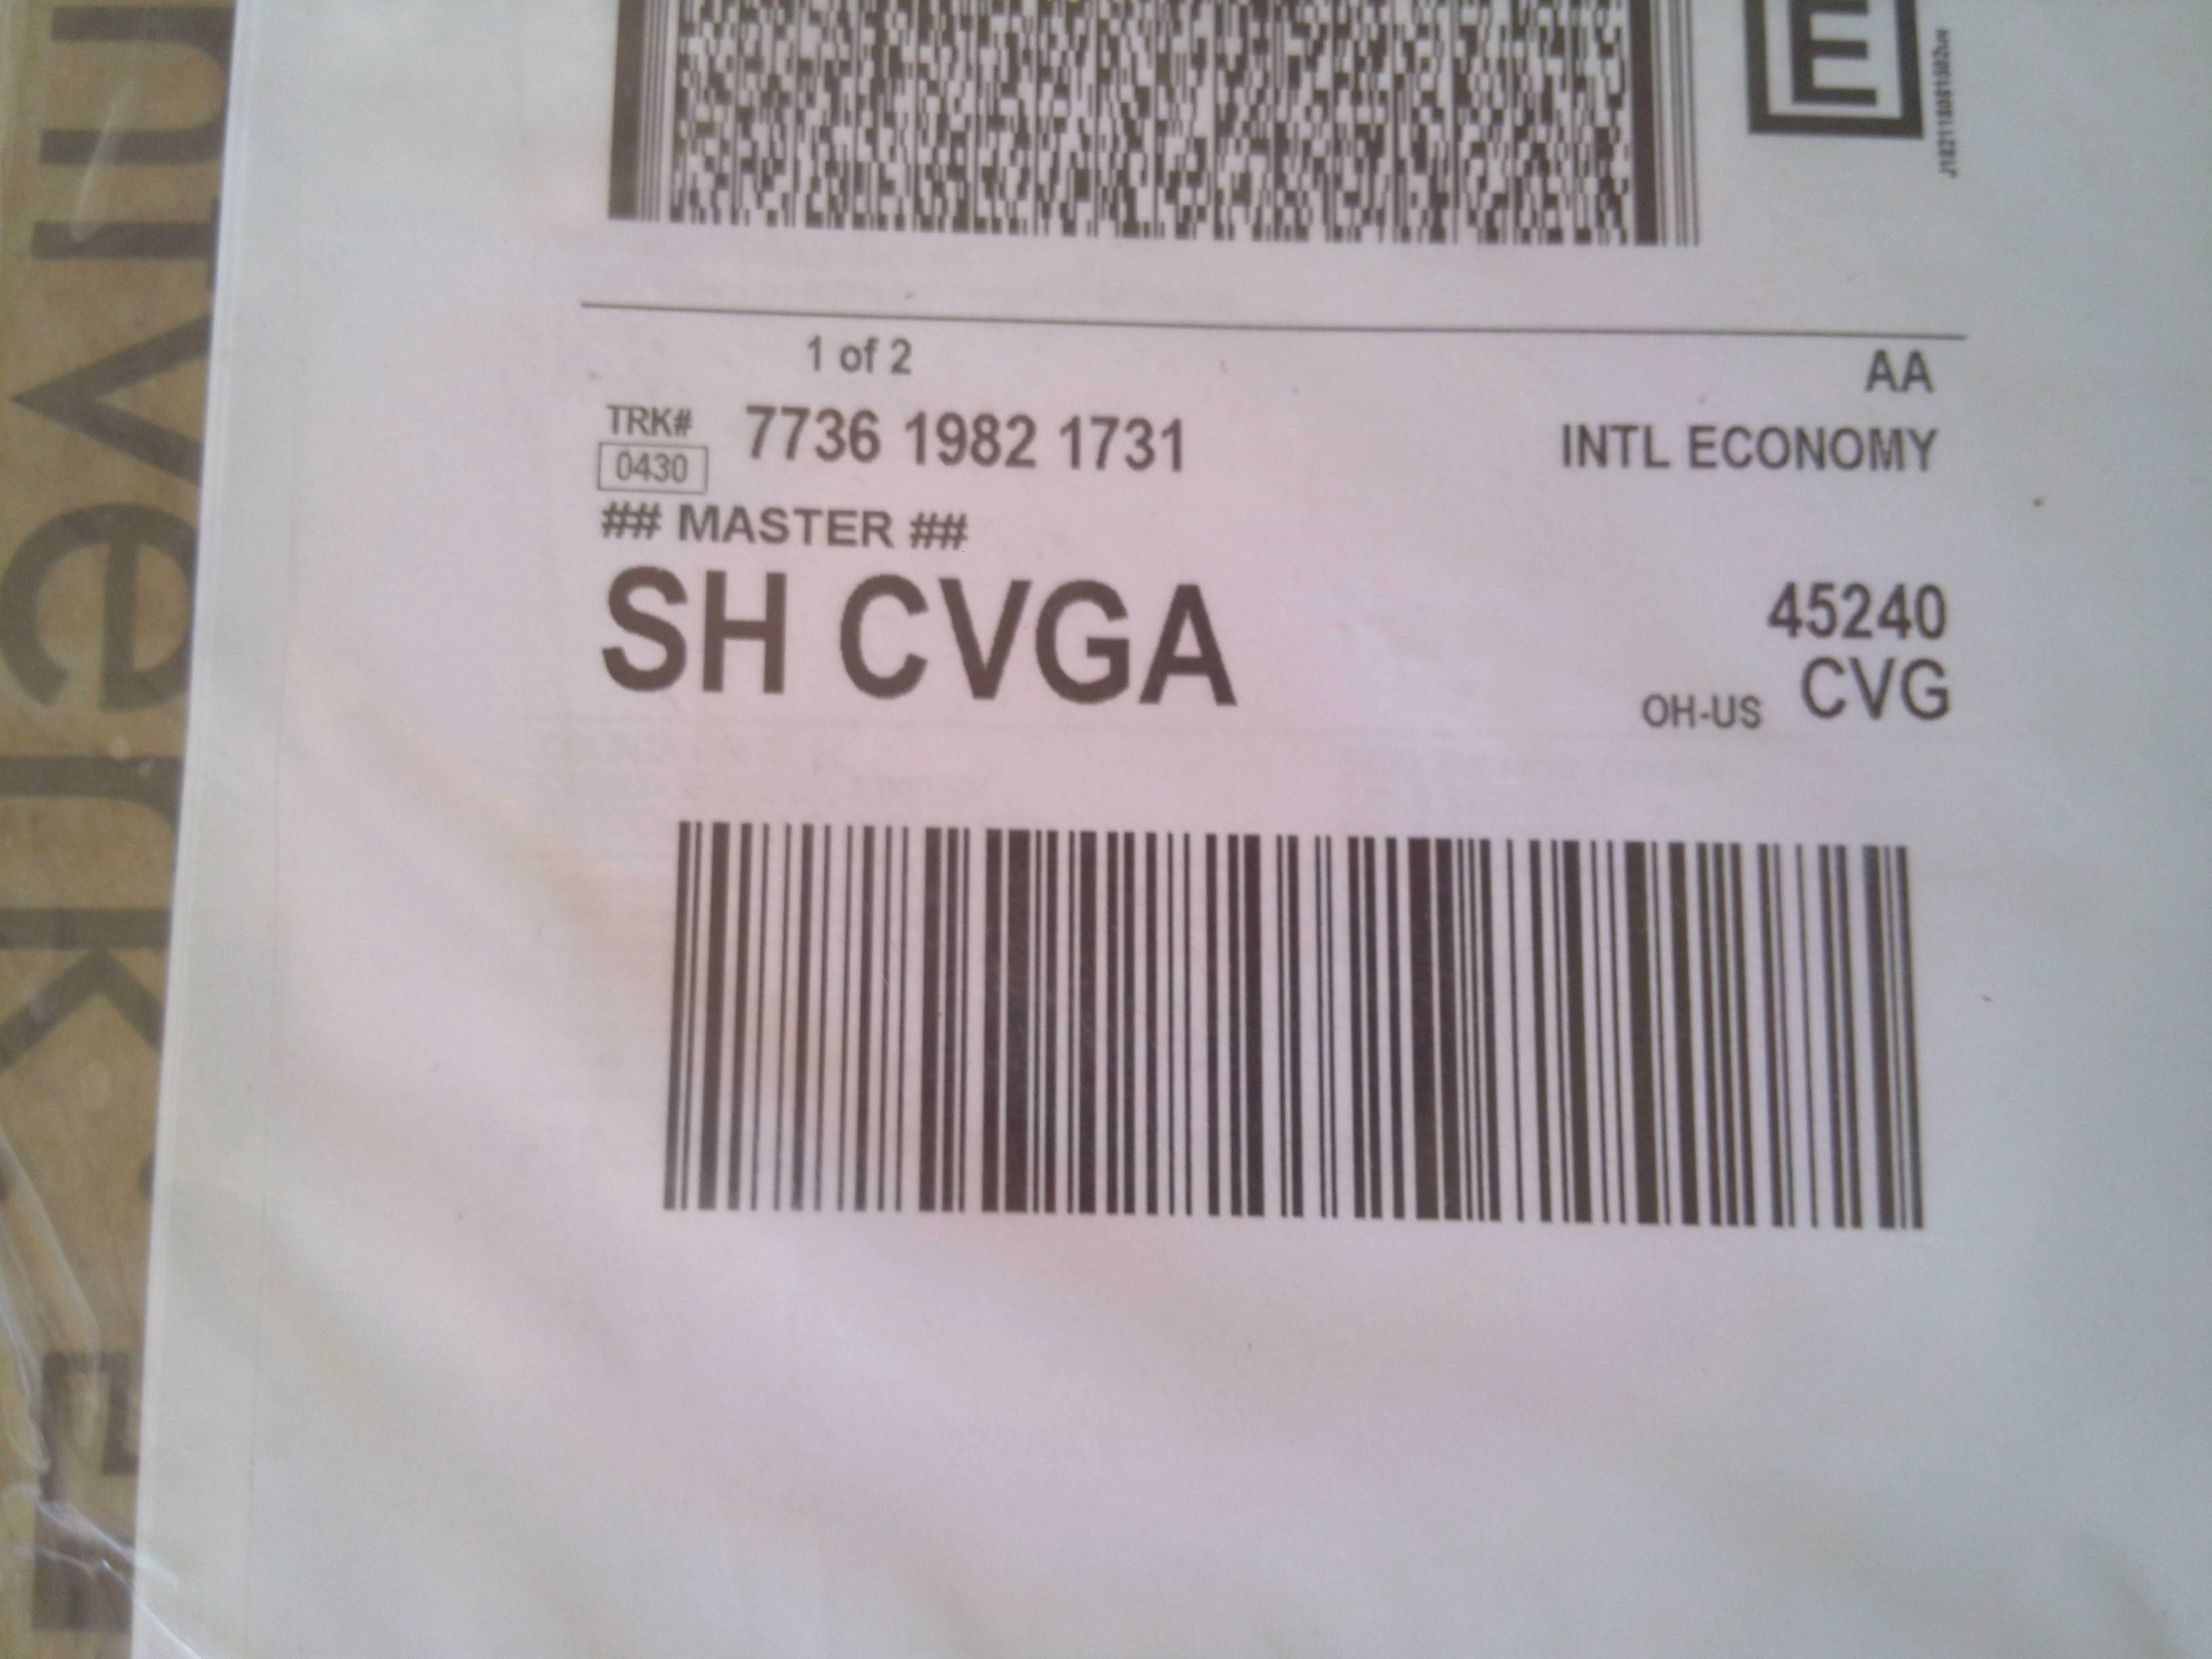 E
1 of 2
AA
TRK# 7736 1982 1731
INTL ECONOMY
0430
## MASTER ##
SH CVGA
45240
OH-US CVG